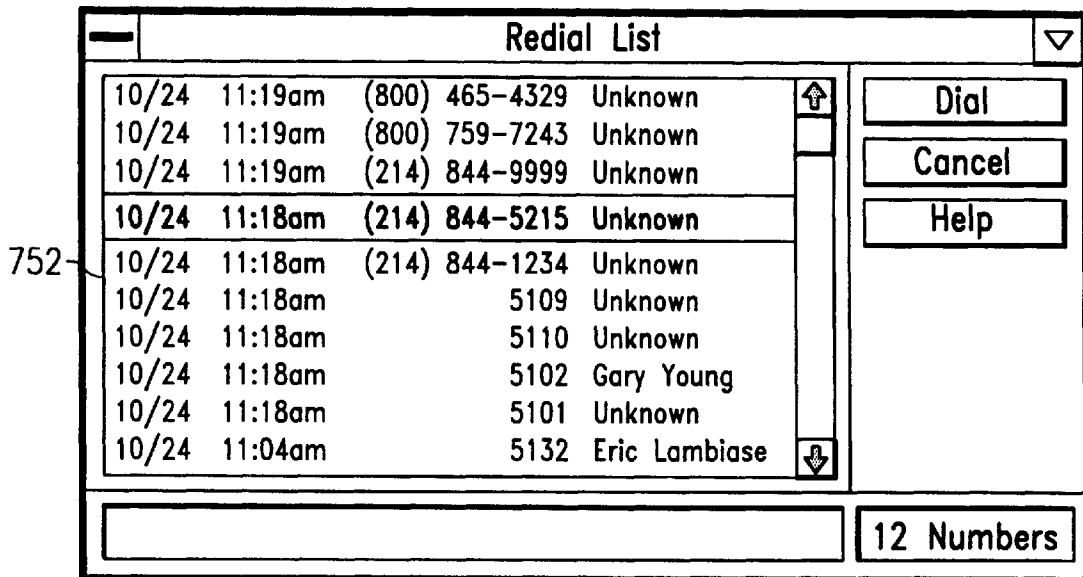 Redial List
10/24 11:19am (800) 465-4329 Unknown
10/24 11:19am (800) 759-7243 Unknown
10/24 11:19am (214) 844-9999 Unknown
10/24 11:18am (214) 844-5215 Unknown
10/24 11:18am (214) 844-1234 Unknown
10/24 11:18am 5109 Unknown
10/24 11:18am 5110 Unknown
10/24 11:18am 5102 Gary Young
10/24 11:18am 5101 Unknown
10/24 11:04am 5132 Eric Lambiase
Dial
Cancel
Help
752
12 Numbers